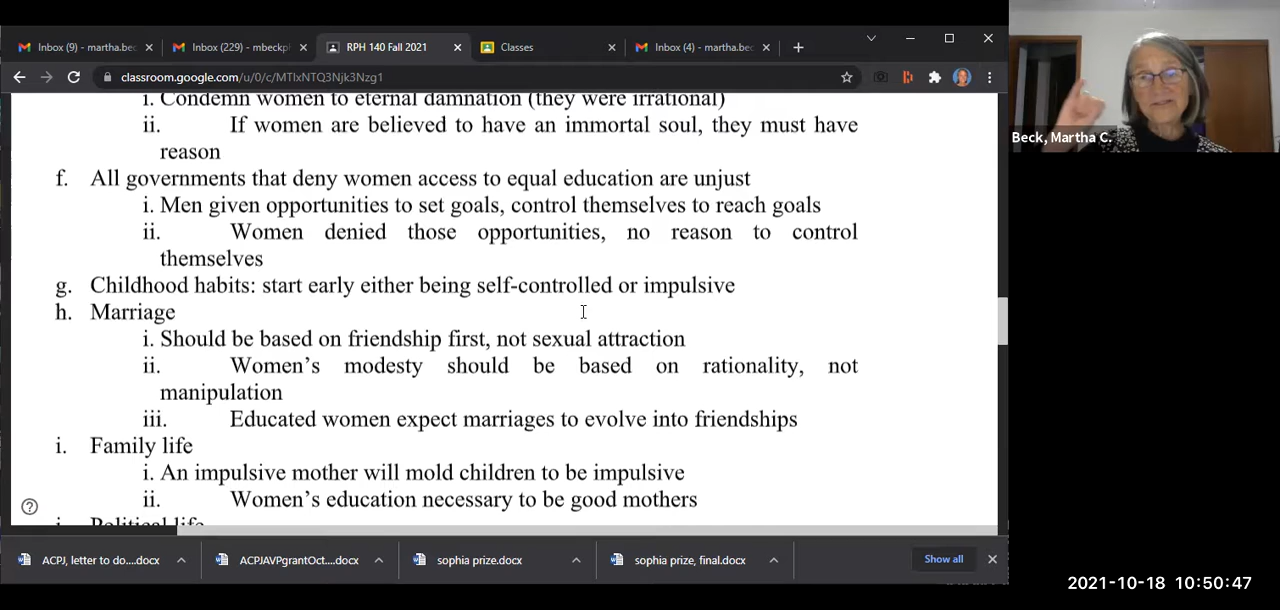 Inbox (9) - martha.bec
Inbox (229) - mbeckp
RPH 140 Fall 2021
Classes
Inbox (4) - martha.bec
classroom.google.com/u/0/c/MTIxNTQ3Njk3Nzg1
i. Condemn women to eternal damnation (they were irrational)
ii. If women are believed to have an immortal soul, they must have
reason
f. All governments that deny women access to equal education are unjust
i. Men given opportunities to set goals, control themselves to reach goals
ii. Women denied those opportunities, no reason to control
themselves
g. Childhood habits: start early either being self-controlled or impulsive
h. Marriage
i. Should be based on friendship first, not sexual attraction
ii. Women's modesty should be based on rationality, not
manipulation
iii. Educated women expect marriages to evolve into friendships
i. Family life
i. An impulsive mother will mold children to be impulsive
ii. Women's education necessary to be good mothers
j. Political life
ACPJ, letter to do....docx
ACPJAVPgrantOct....docx
sophia prize.docx
sophia prize, final.docx
Show all
Beck, Martha C.
2021-10-18 10:50:47